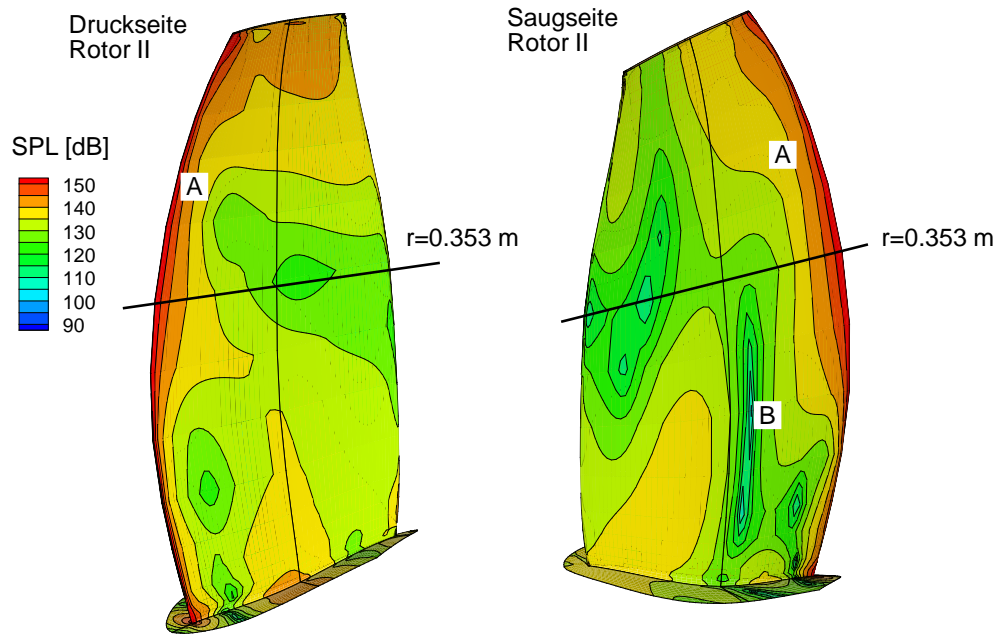 Druckseite
Rotor II
Saugseite
Rotor II
SPL [dB]
150
140
130
120
110
100
90
A
r=0.353 m
A
r=0.353 m
B